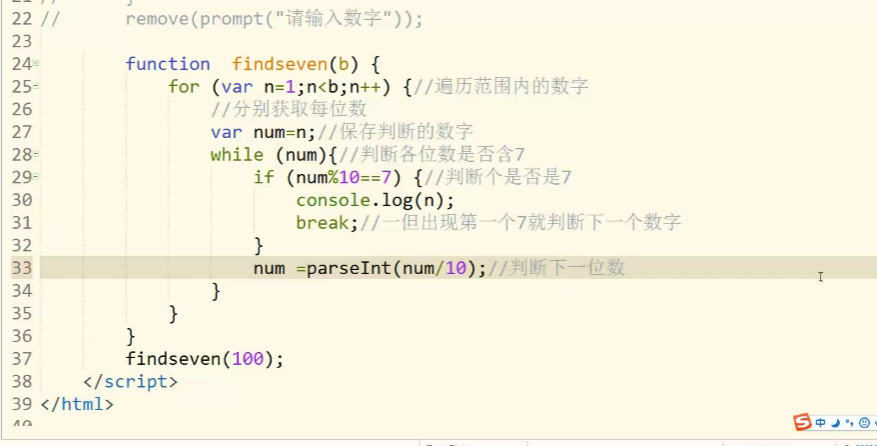 22 //      remove(prompt("请输入数字"));
23
24        function  findseven(b) {
25            for (var n=1;n<b;n++) {//遍历范围内的数字
26                //分别获取每位数
27                var num=n;//保存判断的数字
28                while (num){//判断各位数是否含7
29                    if (num%10==7) {//判断个是否是7
30                        console.log(n);
31                        break;//一但出现第一个7就判断下一个数字
32                    }
33                    num =parseInt(num/10);//判断下一位数
34                }
35            }
36        }
37        findseven(100);
38    </script>
39 </html>
中